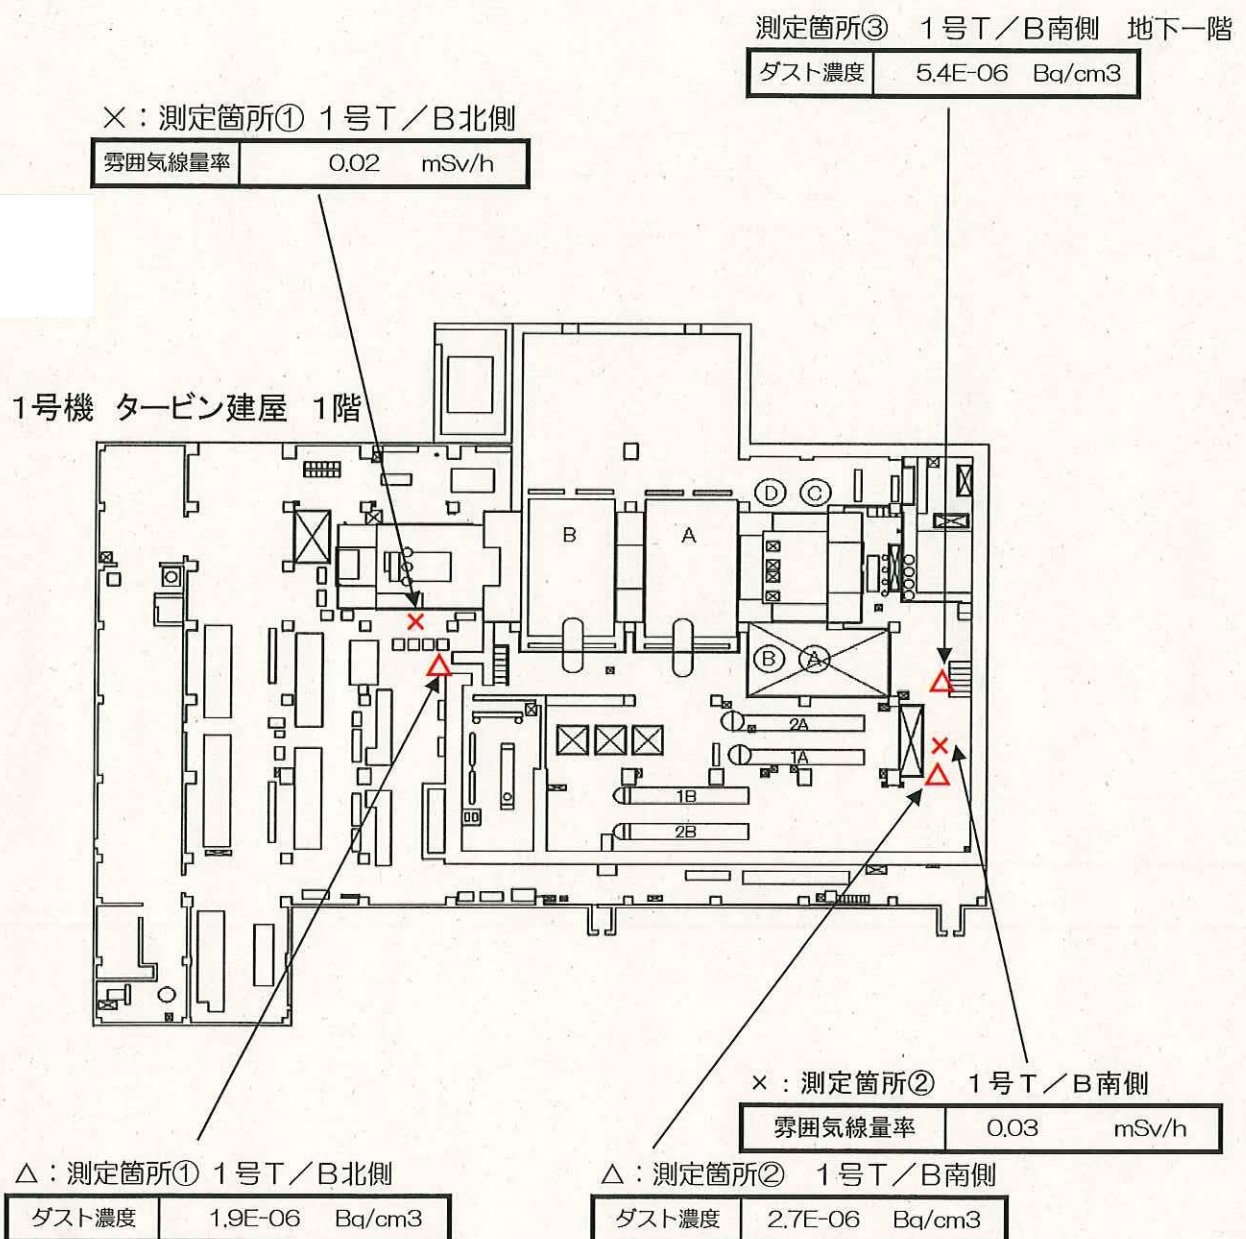 測定箇所③ 1号T/B南側 地下一階
ダスト濃度 5.4E-06 Bq/cm3
×:測定箇所① 1号T/B北側
雰囲気線量率 0.02 mSv/h
1号機 タービン建屋 1階
D C
B A
B A
2A
1A
1B
2B
×:測定箇所② 1号T/B南側
雰囲気線量率 0.03 mSv/h
△:測定箇所① 1号T/B北側
ダスト濃度 1.9E-06 Bq/cm3
△:測定箇所② 1号T/B南側
ダスト濃度 2.7E-06 Bq/cm3